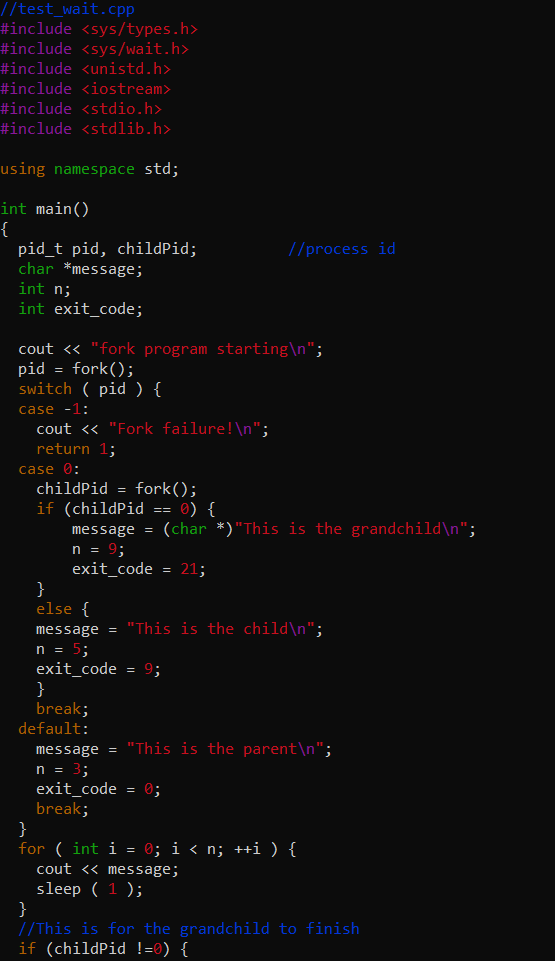 //test_wait.cpp
#include <sys/types.h>
#include <sys/wait.h>
#include <unistd.h>
#include <iostream>
#include <stdio.h>
#include <stdlib.h>

using namespace std;

int main()
{
  pid_t pid, childPid;          //process id
  char *message;
  int n;
  int exit_code;

  cout << "fork program starting\n";
  pid = fork();
  switch ( pid ) {
  case -1:
    cout << "Fork failure!\n";
    return 1;
  case 0:
    childPid = fork();
    if (childPid == 0) {
        message = (char *)"This is the grandchild\n";
        n = 9;
        exit_code = 21;
    }
    else {
    message = "This is the child\n";
    n = 5;
    exit_code = 9;
    }
    break;
  default:
    message = "This is the parent\n";
    n = 3;
    exit_code = 0;
    break;
  }
  for ( int i = 0; i < n; ++i ) {
    cout << message;
    sleep ( 1 );
  }
  //This is for the grandchild to finish
  if (childPid !=0) {